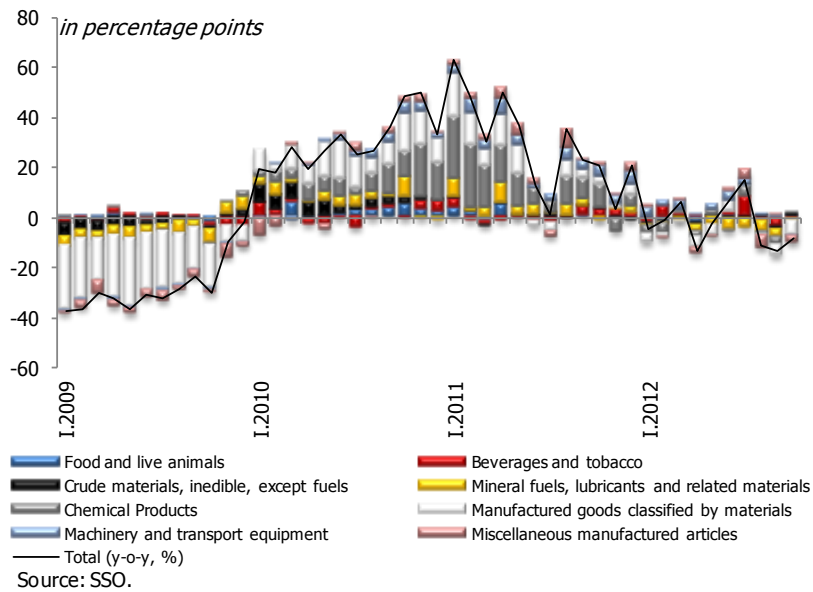 80
in percentage points
60
40
20
0
-20
-40
-60
I.2009
I.2010
I.2011
I.2012
Food and live animals
Beverages and tobacco
Crude materials, inedible, except fuels
Mineral fuels, lubricants and related materials
Chemical Products
Manufactured goods classified by materials
Machinery and transport equipment
Miscellaneous manufactured articles
Total (y-o-y, %)
Source: SSO.